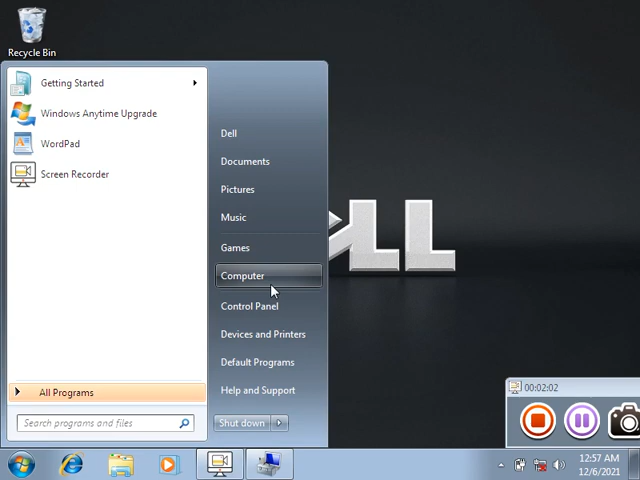 Recycle Bin
Getting Started
Windows Anytime Upgrade
WordPad
Screen Recorder
All Programs
Search programs and files
Dell
Documents
Pictures
Music
Games
Computer
Control Panel
Devices and Printers
Default Programs
Help and Support
Shut down
LL
00:02:02
12:57 AM
12/6/2021